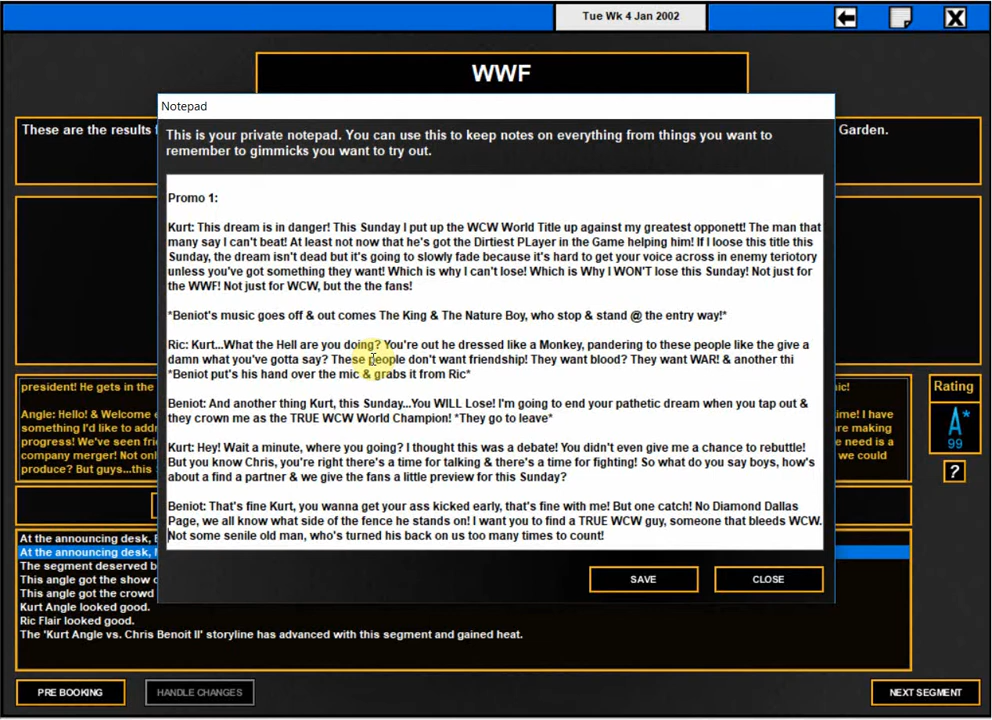 Tue Wk 4 Jan 2002
WWF
These are the results
Garden.
Notepad
This is your private notepad. You can use this to keep notes on everything from things you want to
remember to gimmicks you want to try out.
Promo 1:
Kurt: This dream is in danger! This Sunday I put up the WCW World Title up against my greatest opponett! The man that
many say I can't beat! At least not now that he's got the Dirtiest PLayer in the Game helping him! If I loose this title this
Sunday, the dream isn't dead but it's going to slowly fade because it's hard to get your voice across in enemy teriotory
unless you've got something they want! Which is why I can't lose! Which is Why I WON'T lose this Sunday! Not just for
the WWF! Not just for WCW, but the the fans!
*Beniot's music goes off & out comes The King & The Nature Boy, who stop & stand @ the entry way!*
Ric: Kurt...What the Hell are you doing? You're out he dressed like a Monkey, pandering to these people like the give a
damn what you've gotta say? These people don't want friendship! They want blood? They want WAR! & another thi
*Beniot put's his hand over the mic & grabs it from Ric*
Beniot: And another thing Kurt, this Sunday...You WILL Lose! I'm going to end your pathetic dream when you tap out &
they crown me as the TRUE WCW World Champion! *They go to leave*
Kurt: Hey! Wait a minute, where you going? I thought this was a debate! You didn't even give me a chance to rebuttle!
But you know Chris, you're right there's a time for talking & there's a time for fighting! So what do you say boys, how's
about a find a partner & we give the fans a little preview for this Sunday?
Beniot: That's fine Kurt, you wanna get your ass kicked early, that's fine with me! But one catch! No Diamond Dallas
Page, we all know what side of the fence he stands on! I want you to find a TRUE WCW guy, someone that bleeds WCW.
Not some senile old man, who's turned his back on us too many times to count!
SAVE
CLOSE
president! He gets in the
Angle: Hello! & Welcome
something I'd like to add
progress! We've seen
company merger! Not
produce? But guys...this
nic!
ime! I have
re making
e need is a
we could
Rating
A*
99
?
At the announcing desk,
At the announcing desk,
The segment deserved
This angle got the show
This angle got the crowd
Kurt Angle looked good.
Ric Flair looked good.
The 'Kurt Angle vs. Chris Benoit II' storyline has advanced with this segment and gained heat.
PRE BOOKING
HANDLE CHANGES
NEXT SEGMENT